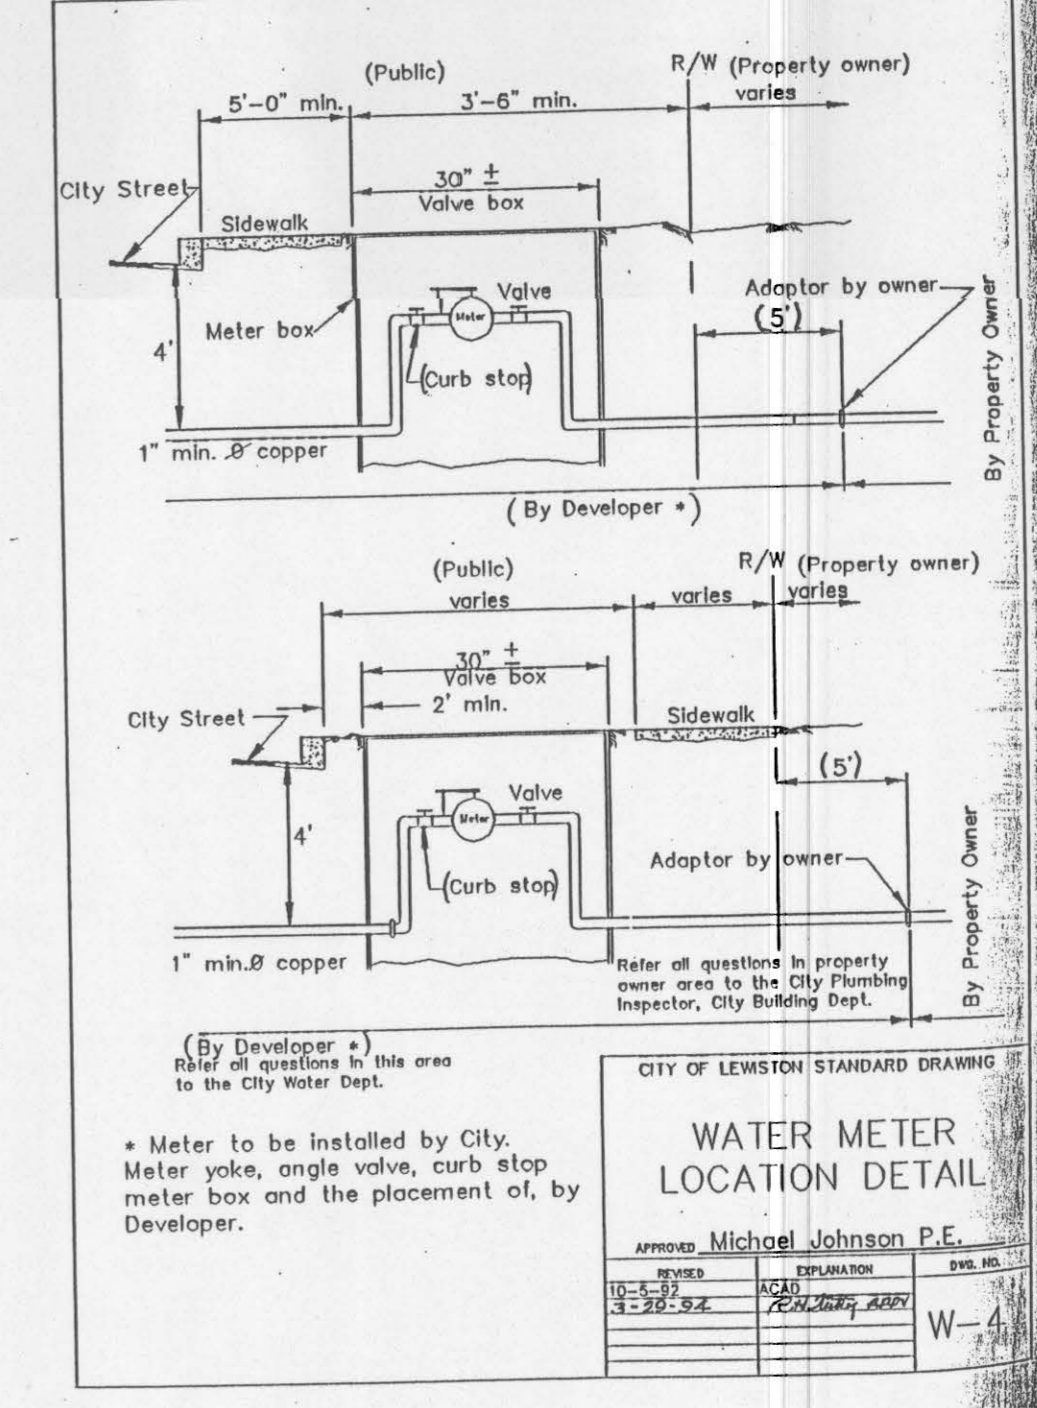 (Public)
R/W (Property owner)
5'-0" min.
3'-6" min.
varies
City Street
30" ±
Valve box
Sidewalk
Valve
Adaptor by owner
(5')
Meter box
Meter
4'
(Curb stop)
1" min. Ø copper
By Property Owner
(By Developer *)
R/W (Property owner)
(Public)
varies
varies
varies
30" ±
Valve box
2' min.
City Street
Sidewalk
(5')
Valve
Meter
4'
Adaptor by owner
(Curb stop)
1" min.Ø copper
By Property Owner
Refer all questions in property
owner area to the City Plumbing
Inspector, City Building Dept.
(By Developer *)
Refer all questions in this area
to the City Water Dept.
* Meter to be installed by City.
Meter yoke, angle valve, curb stop
meter box and the placement of, by
Developer.
CITY OF LEWISTON STANDARD DRAWING
WATER METER
LOCATION DETAIL
APPROVED Michael Johnson P.E.
REVISED EXPLANATION DWG. NO.
10-5-92 ACAD
3-29-94
W-4